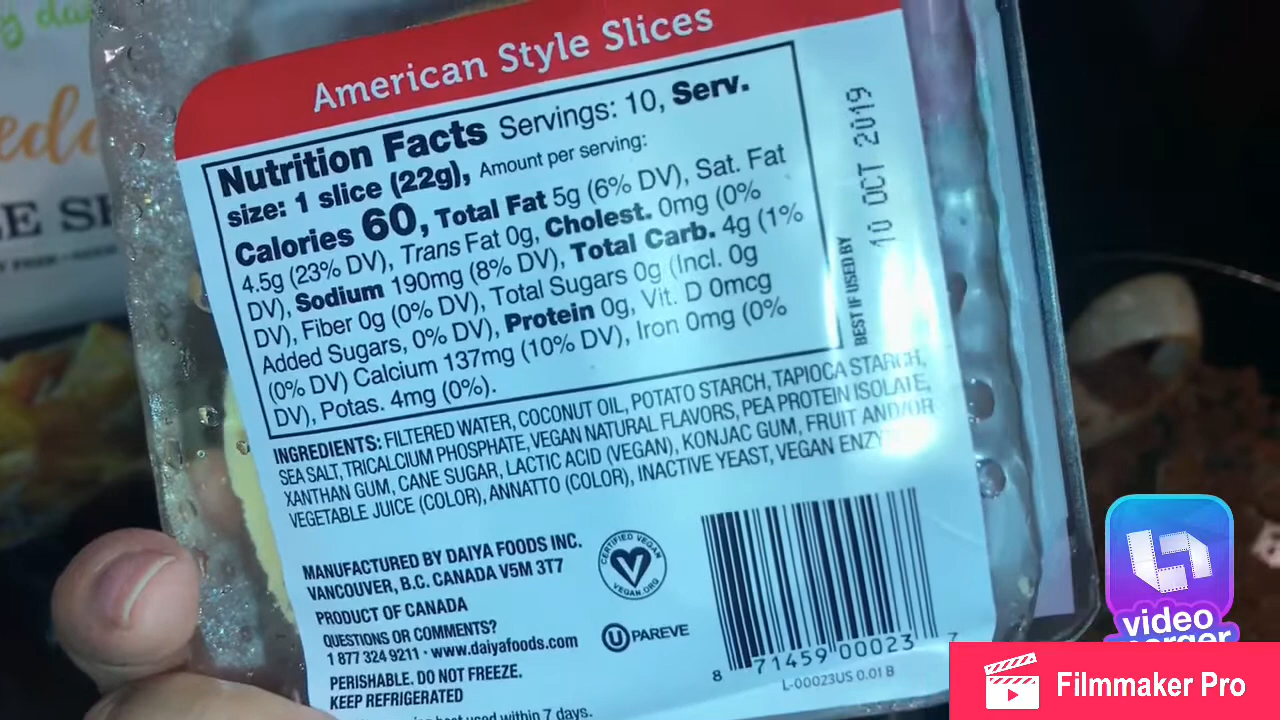 American Style Slices
Nutrition Facts Servings: 10, Serv.
size: 1 slice (22g), Amount per serving:
Calories 60, Total Fat 5g (6% DV), Sat. Fat
4.5g (23% DV), Trans Fat 0g, Cholest. 0mg (0%
DV), Sodium 190mg (8% DV), Total Carb. 4g (1%
DV), Fiber 0g (0% DV), Total Sugars 0g (Incl. 0g
Added Sugars, 0% DV), Protein 0g, Vit. D 0mcg
(0% DV) Calcium 137mg (10% DV), Iron 0mg (0%
DV), Potas. 4mg (0%).
BEST IF USED BY
10 OCT 2019
INGREDIENTS: FILTERED WATER, COCONUT OIL, POTATO STARCH, TAPIOCA STARCH,
SEA SALT, TRICALCIUM PHOSPHATE, VEGAN NATURAL FLAVORS, PEA PROTEIN ISOLATE,
XANTHAN GUM, CANE SUGAR, LACTIC ACID (VEGAN), KONJAC GUM, FRUIT AND/OR
VEGETABLE JUICE (COLOR), ANNATTO (COLOR), INACTIVE YEAST, VEGAN
MANUFACTURED BY DAIYA FOODS INC.
VANCOUVER, B.C. CANADA V5M 3T7
PRODUCT OF CANADA
QUESTIONS OR COMMENTS?
1 877 324 9211 · www.daiyafoods.com
PERISHABLE. DO NOT FREEZE.
KEEP REFRIGERATED
best used within 7 days.
CERTIFIED VEGAN
VEGAN.ORG
U PAREVE
8 71459 00023 7
L-00023US 0.01 B
video
Filmmaker Pro